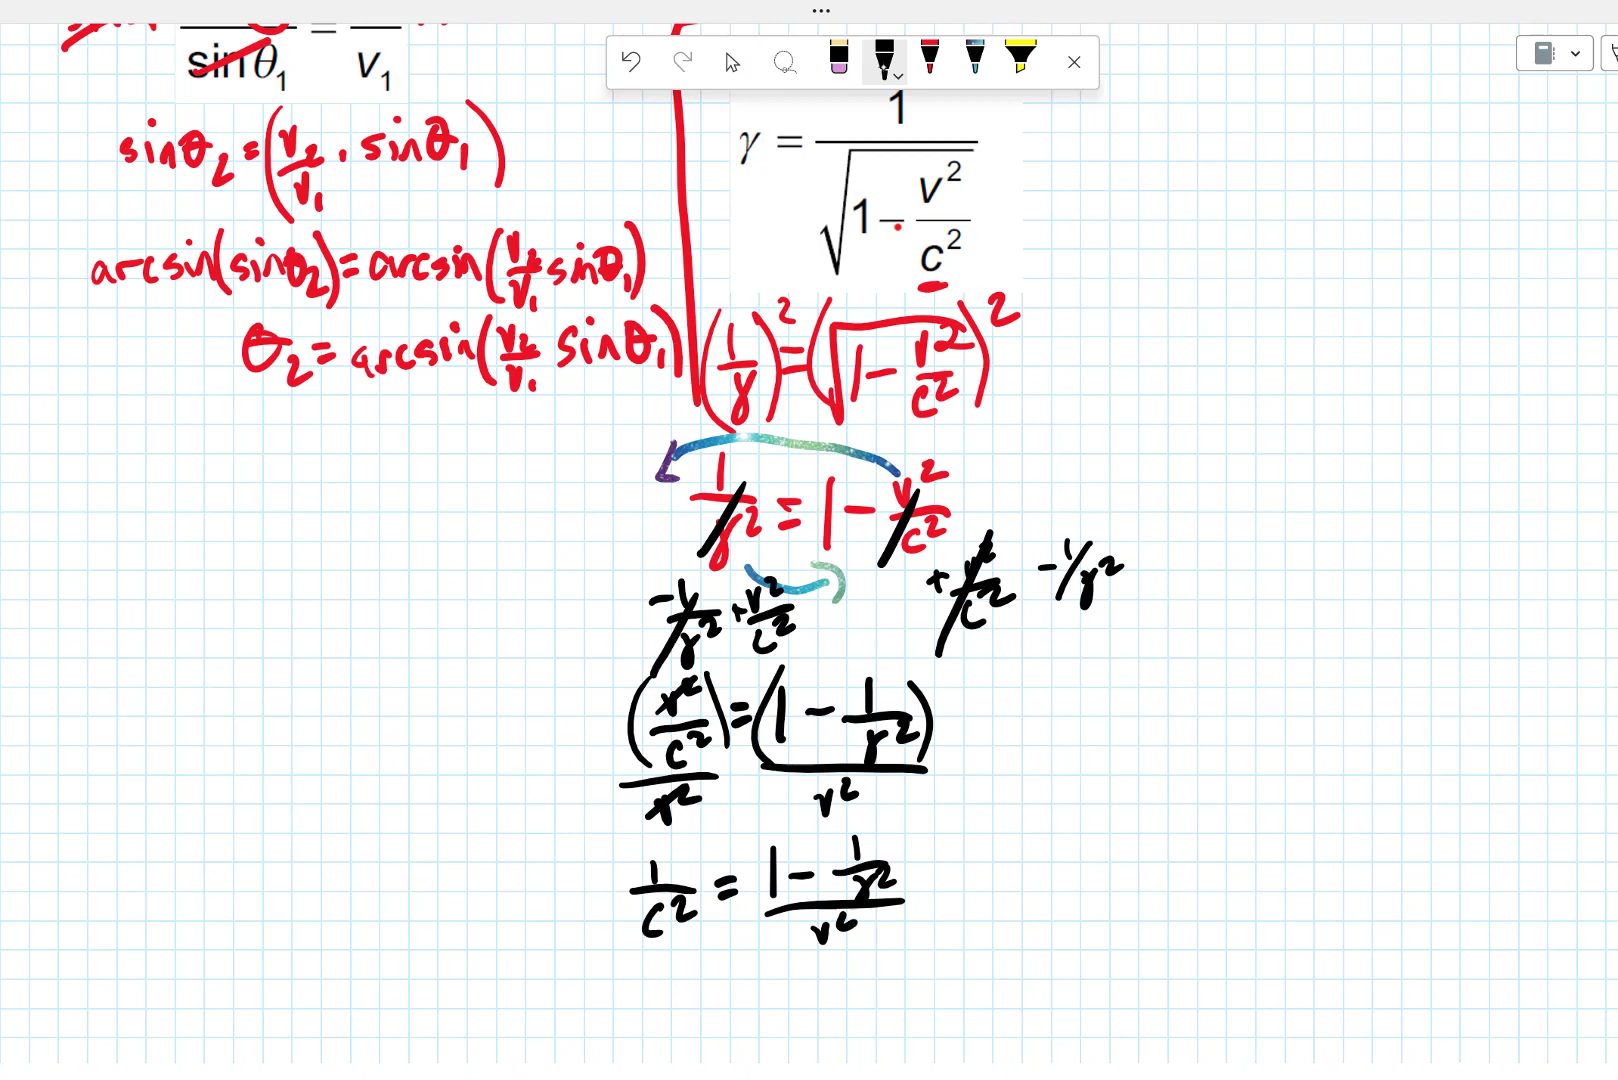 sinθ₁ = v₁
sinθ₂ = (v₂/v₁ · sinθ₁)
arcsin(sinθ₂) = arcsin(v₂/v₁ sinθ₁)
θ₂ = arcsin(v₂/v₁ sinθ₁)
γ = 1/√(1 − v²/c²)
(1/γ)² = (√(1 − v²/c²))²
1/γ² = 1 − v²/c²
+ v²/c² − 1/γ²
− 1/γ² + v²/c²
(v²/c²)/v² = (1 − 1/γ²)/v²
1/c² = (1 − 1/γ²)/v²